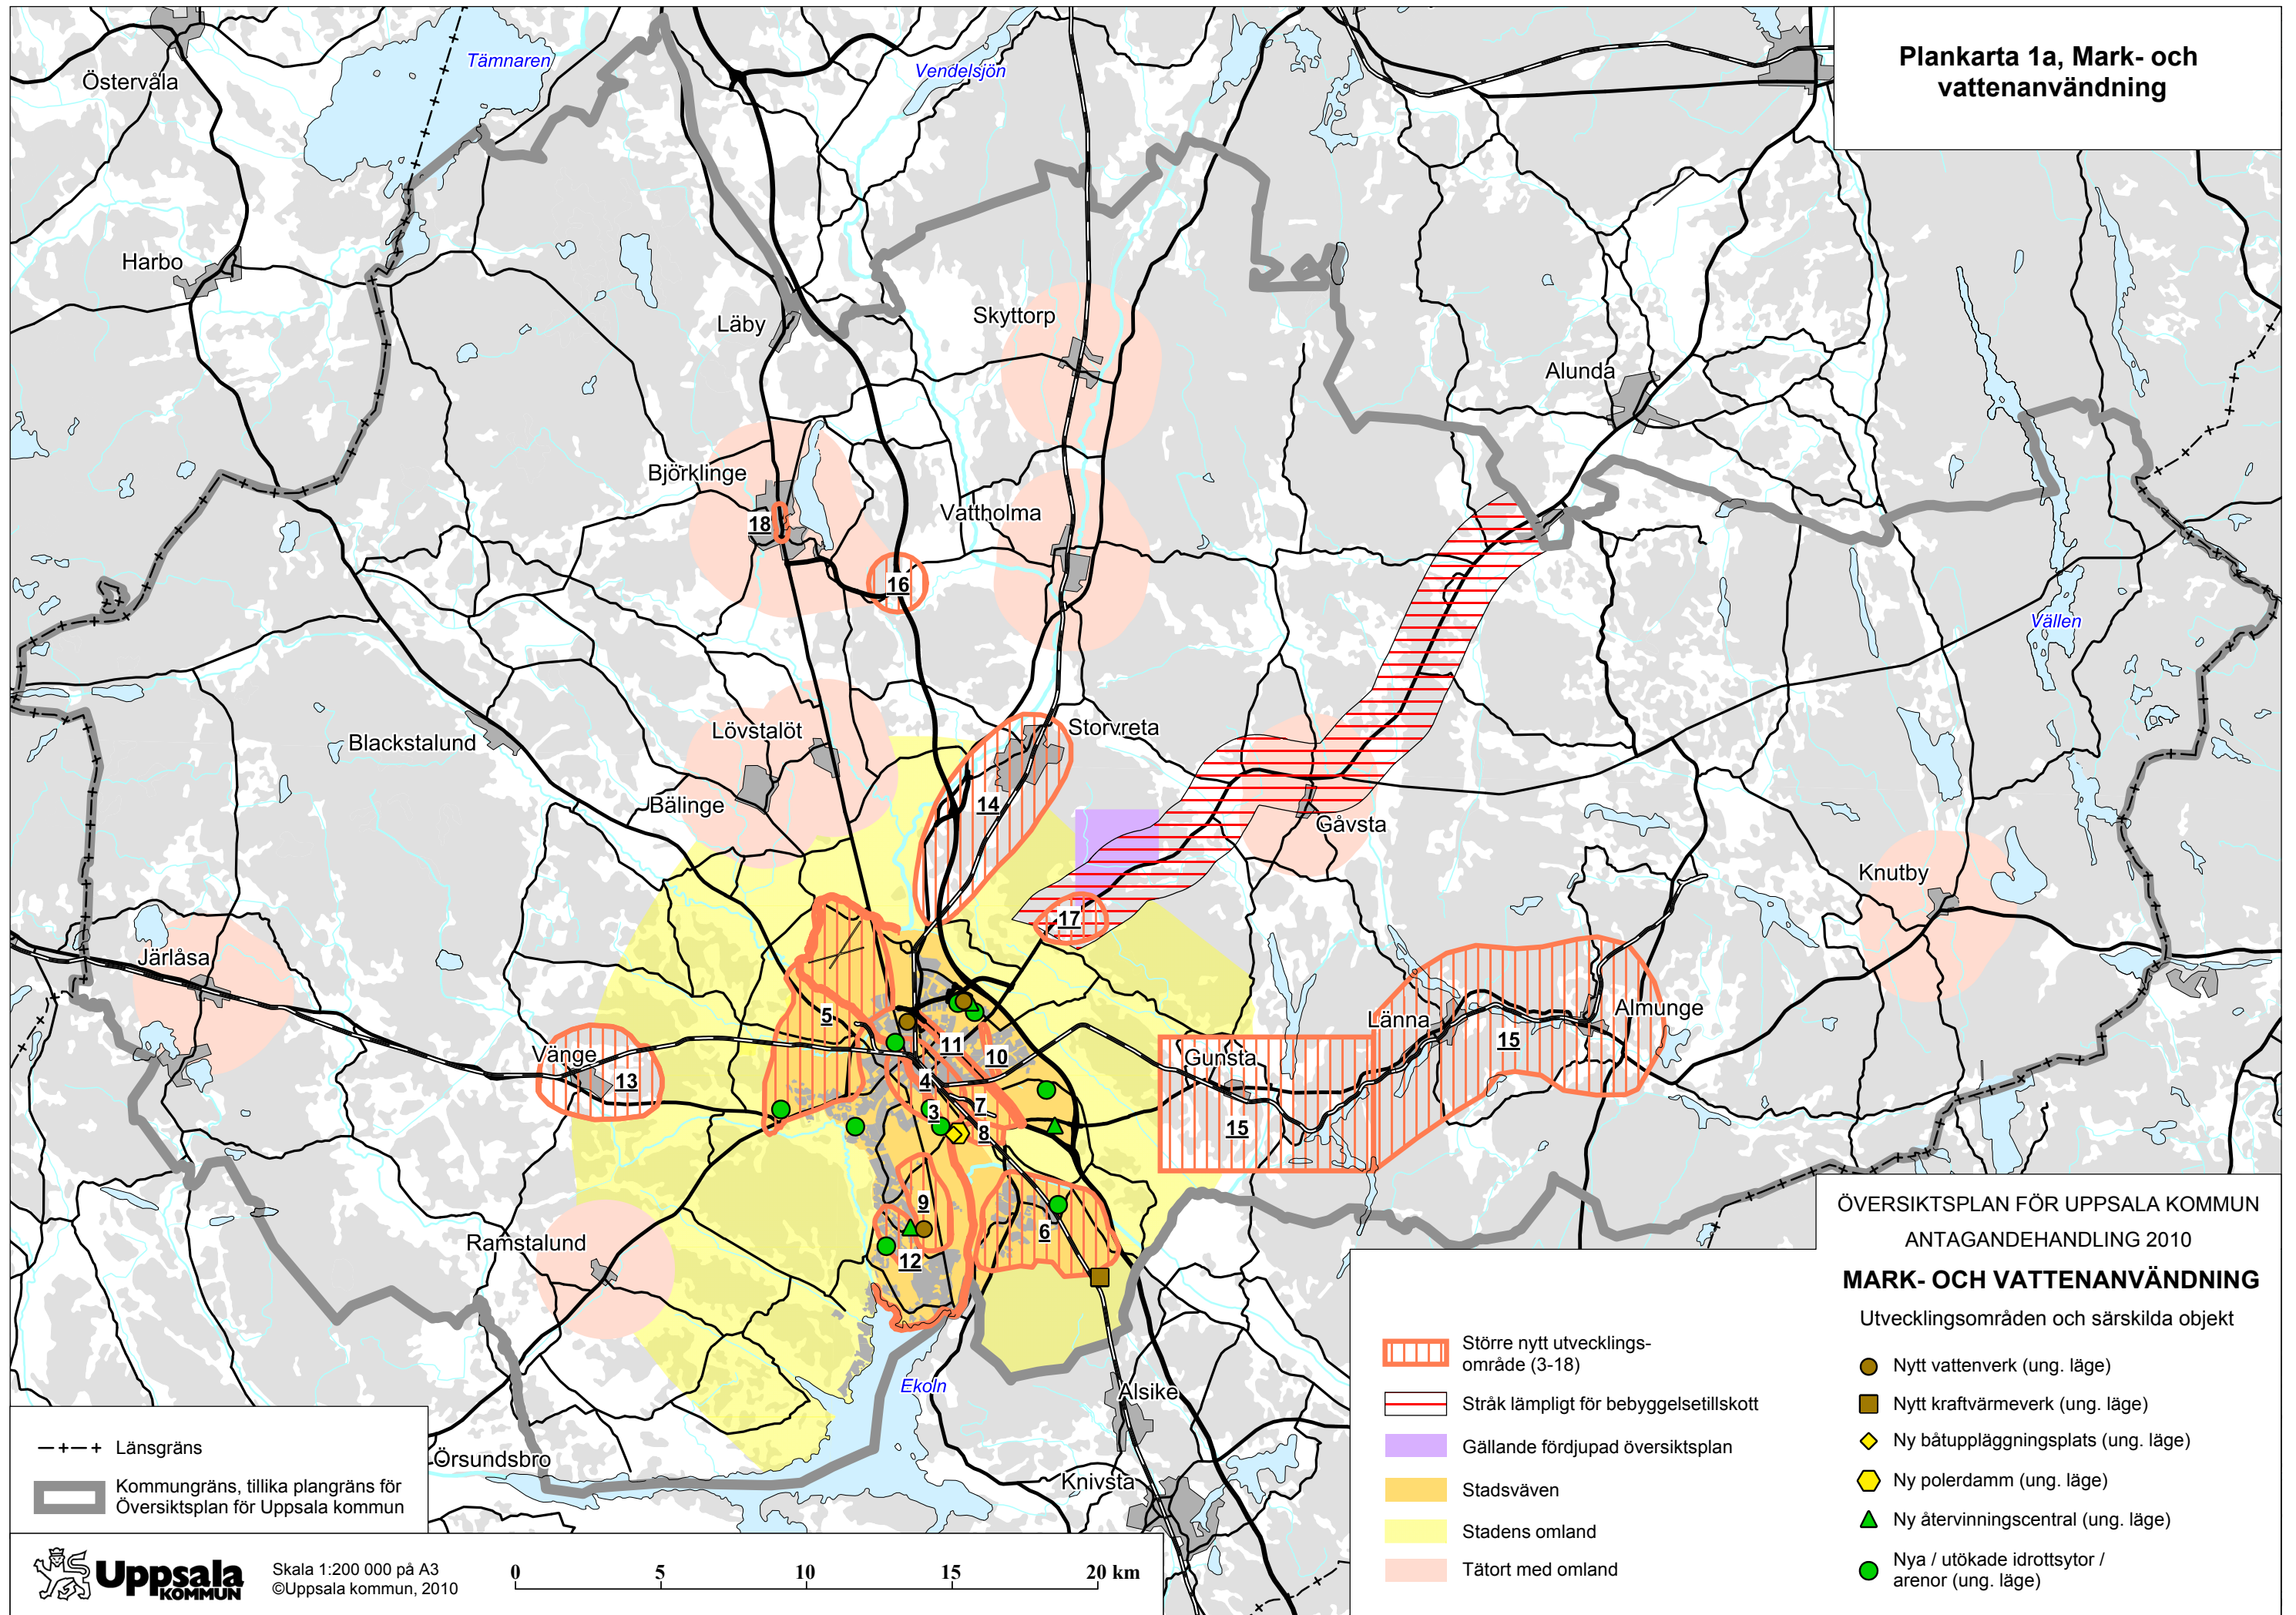 Plankarta 1a, Mark- och
vattenanvändning
Tämnaren
Vendelsjön
Östervåla
Harbo
Läby
Skyttorp
Alunda
Björklinge
18
Vattholma
16
Vällen
Blackstalund
Lövstalöt
Storvreta
Bälinge
14
Gåvsta
Knutby
17
Järlåsa
5
Vänge
13
11
10
Gunsta
Länna
Almunge
15
4
7
3
8
15
9
6
Ramstalund
12
Ekoln
Alsike
Örsundsbro
Knivsta
ÖVERSIKTSPLAN FÖR UPPSALA KOMMUN
ANTAGANDEHANDLING 2010
MARK- OCH VATTENANVÄNDNING
Utvecklingsområden och särskilda objekt
Större nytt utvecklings-
område (3-18)
Stråk lämpligt för bebyggelsetillskott
Gällande fördjupad översiktsplan
Stadsväven
Stadens omland
Tätort med omland
Nytt vattenverk (ung. läge)
Nytt kraftvärmeverk (ung. läge)
Ny båtuppläggningsplats (ung. läge)
Ny polerdamm (ung. läge)
Ny återvinningscentral (ung. läge)
Nya / utökade idrottsytor /
arenor (ung. läge)
Länsgräns
Kommungräns, tillika plangräns för
Översiktsplan för Uppsala kommun
Uppsala
KOMMUN
Skala 1:200 000 på A3
©Uppsala kommun, 2010
0 5 10 15 20 km